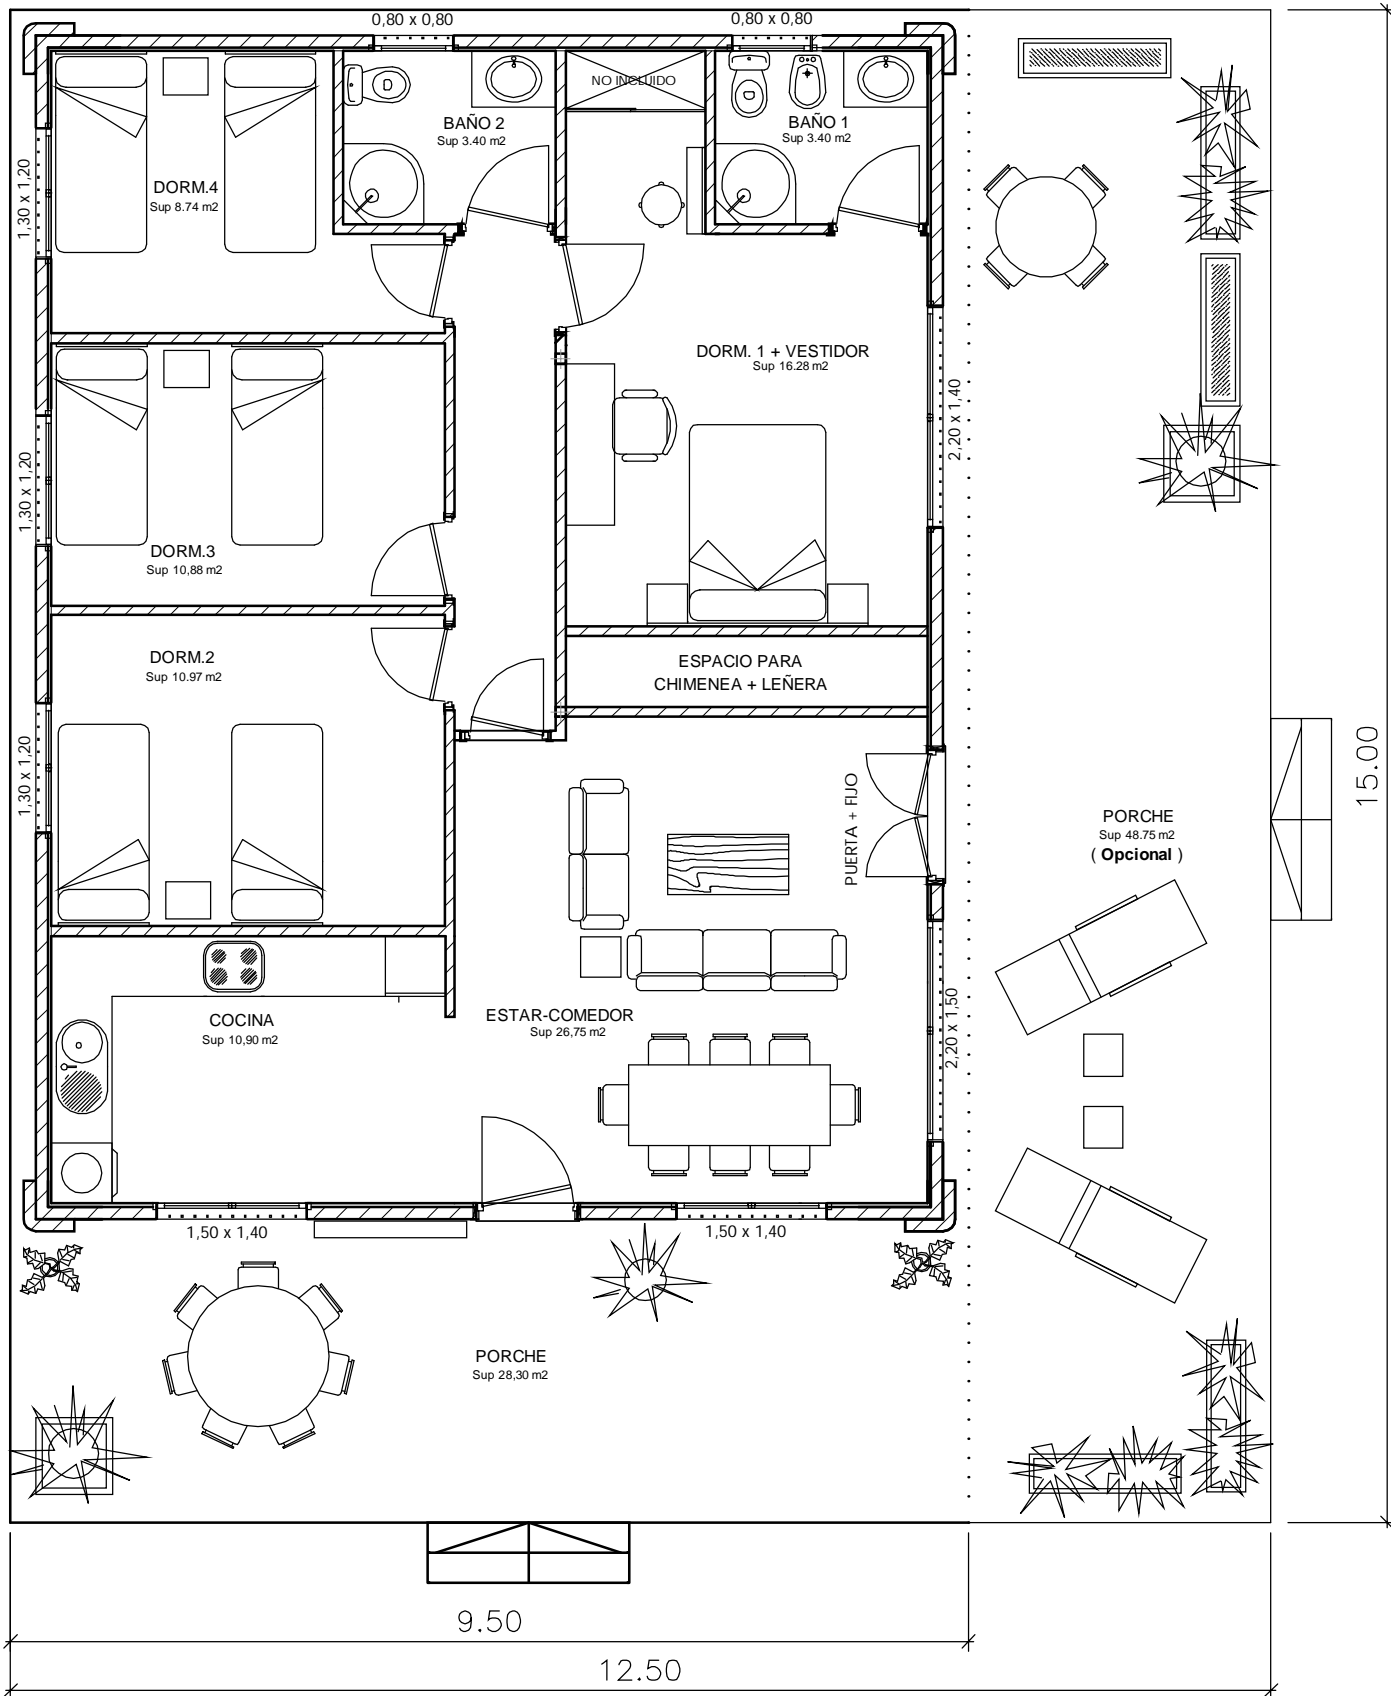 0,80 x 0,80
0,80 x 0,80
NO INCLUIDO
BAÑO 2
Sup 3.40 m2
BAÑO 1
Sup 3.40 m2
1,30 x 1,20
DORM.4
Sup 8.74 m2
DORM. 1 + VESTIDOR
Sup 16.28 m2
2,20 x 1,40
1,30 x 1,20
DORM.3
Sup 10,88 m2
DORM.2
Sup 10.97 m2
ESPACIO PARA
CHIMENEA + LEÑERA
1,30 x 1,20
PUERTA + FIJO
PORCHE
Sup 48.75 m2
( Opcional )
15.00
COCINA
Sup 10,90 m2
ESTAR-COMEDOR
Sup 26,75 m2
2,20 x 1,50
1,50 x 1,40
1,50 x 1,40
PORCHE
Sup 28,30 m2
9.50
12.50